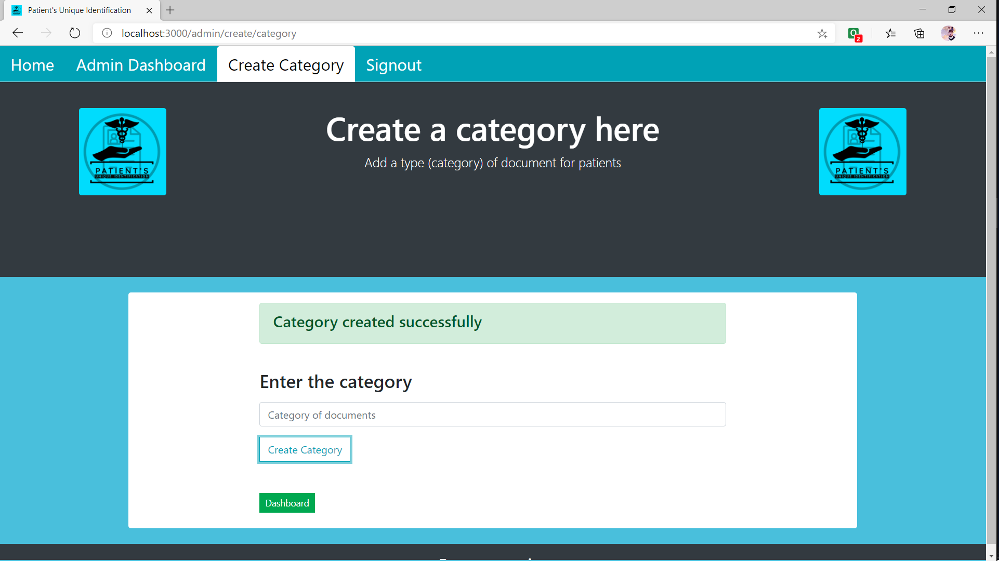 Patient's Unique Identification
localhost:3000/admin/create/category
2
Home
Admin Dashboard
Create Category
Signout
PATIENT'S
UNIQUE IDENTIFICATION
Create a category here
Add a type (category) of document for patients
PATIENT'S
UNIQUE IDENTIFICATION
Category created successfully
Enter the category
Category of documents
Create Category
Dashboard